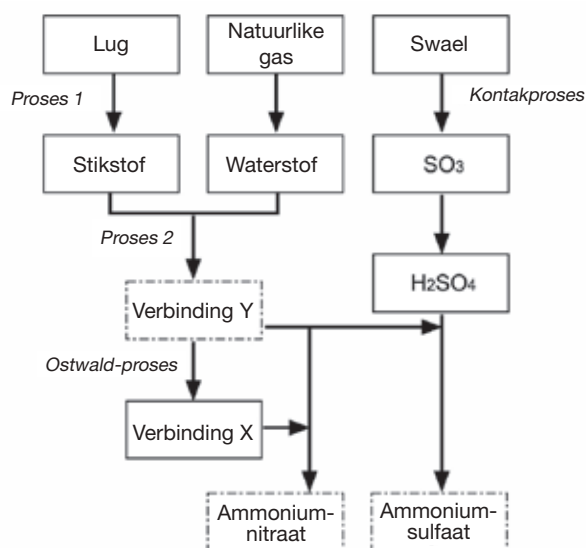 Lug
Natuurlike
gas
Swael
Proses 1
Kontakproses
Stikstof
Waterstof
SO3
Proses 2
H2SO4
Verbinding Y
Ostwald-proses
Verbinding X
Ammonium-
nitraat
Ammonium-
sulfaat